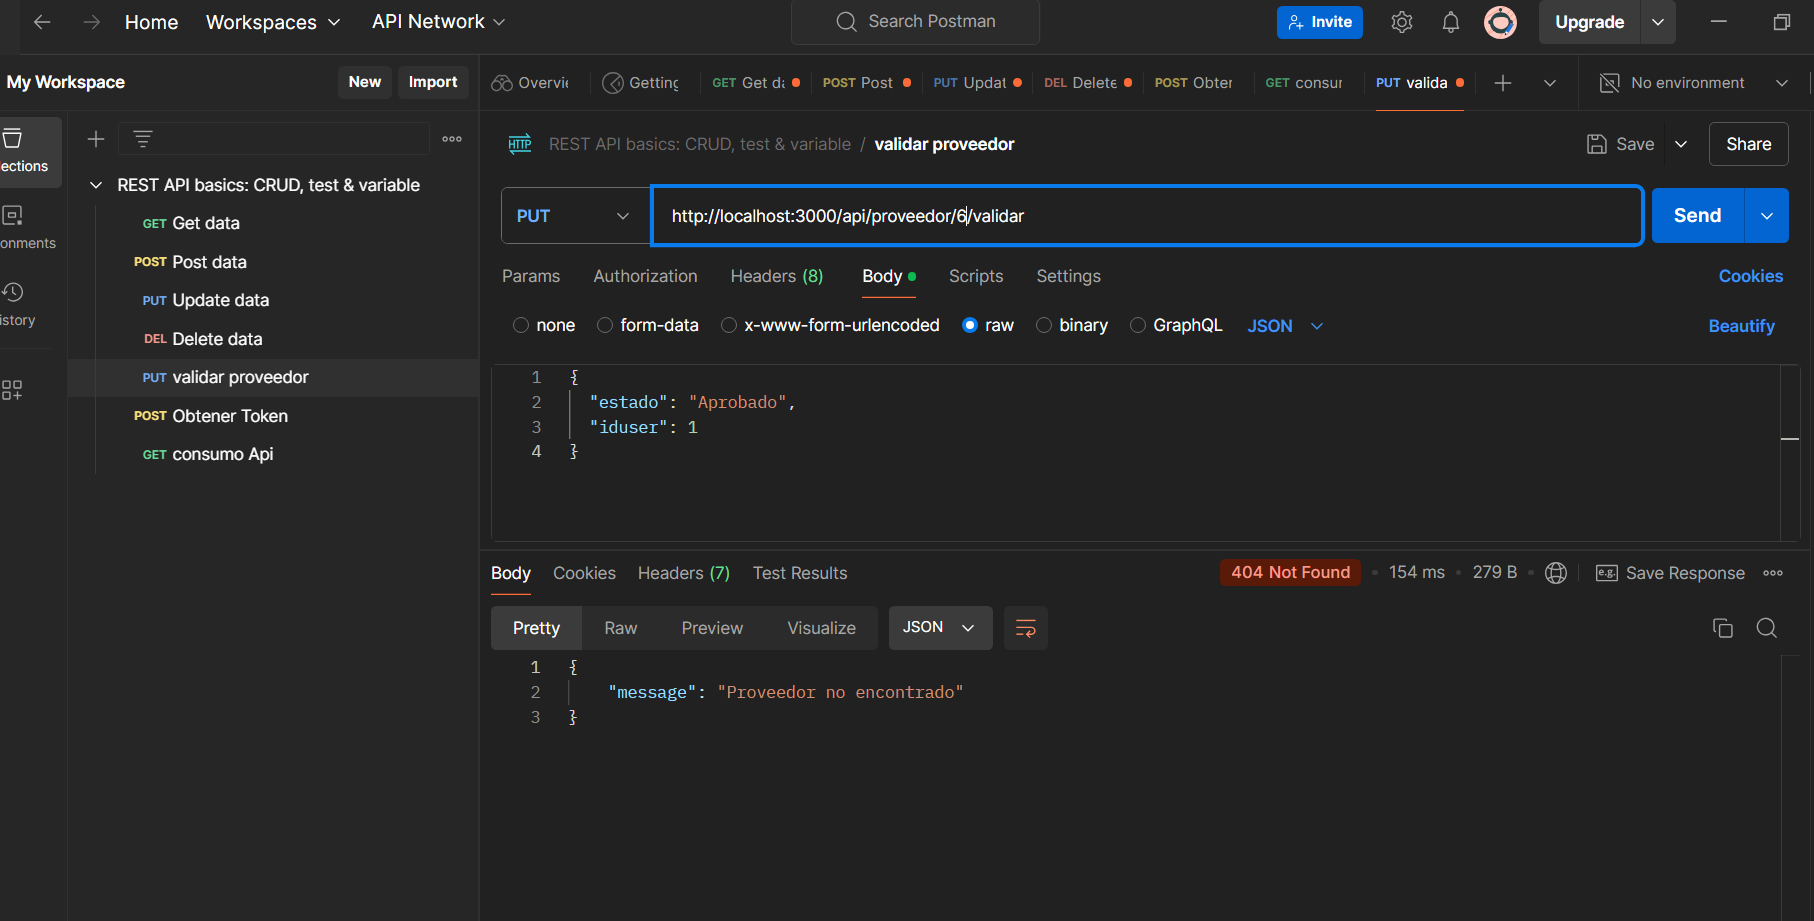 Home Workspaces API Network Search Postman Invite Upgrade
My Workspace New Import
Overvie Getting GET Get da POST Post PUT Updat DEL Delete POST Obter GET consur PUT valida No environment
lections
onments
istory
REST API basics: CRUD, test & variable
GET Get data
POST Post data
PUT Update data
DEL Delete data
PUT validar proveedor
POST Obtener Token
GET consumo Api
HTTP REST API basics: CRUD, test & variable / validar proveedor Save Share
PUT http://localhost:3000/api/proveedor/6/validar Send
Params Authorization Headers (8) Body Scripts Settings Cookies
none form-data x-www-form-urlencoded raw binary GraphQL JSON Beautify
1 {
2 "estado": "Aprobado",
3 "iduser": 1
4 }
Body Cookies Headers (7) Test Results 404 Not Found • 154 ms • 279 B • e.g. Save Response
Pretty Raw Preview Visualize JSON
1 {
2 "message": "Proveedor no encontrado"
3 }